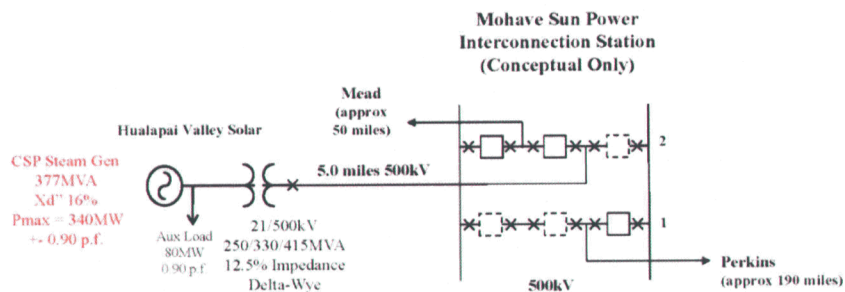 Mohave Sun Power
Interconnection Station
(Conceptual Only)
Mead
(approx
50 miles)
Hualapai Valley Solar
CSP Steam Gen
377MVA
Xd" 16%
Pmax = 340MW
+- 0.90 p.f.
5.0 miles 500kV
Aux Load
80MW
0.90 p.f
21/500kV
250/330/415MVA
12.5% Impedance
Delta-Wye
2
1
500kV
Perkins
(approx 190 miles)